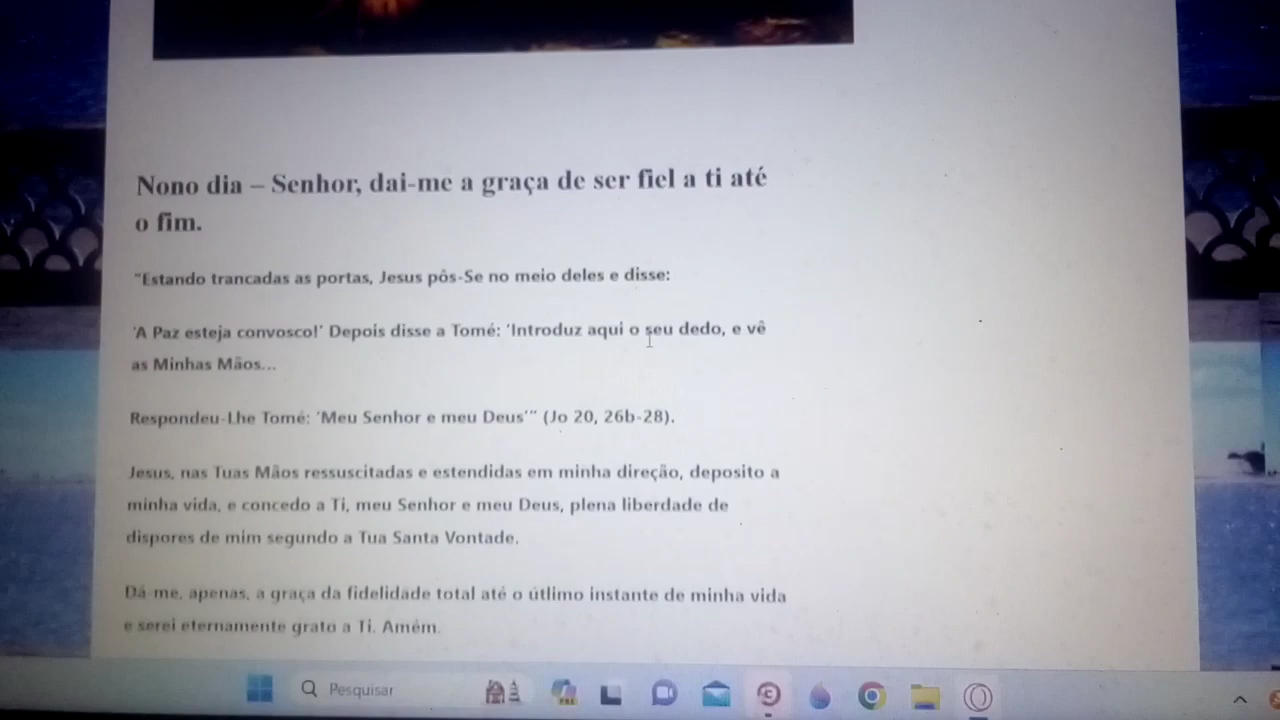 Nono dia – Senhor, dai-me a graça de ser fiel a ti até
o fim.
"Estando trancadas as portas, Jesus pôs-Se no meio deles e disse:
'A Paz esteja convosco!' Depois disse a Tomé: 'Introduz aqui o seu dedo, e vê
as Minhas Mãos...
Respondeu-Lhe Tomé: 'Meu Senhor e meu Deus'" (Jo 20, 26b-28).
Jesus, nas Tuas Mãos ressuscitadas e estendidas em minha direção, deposito a
minha vida, e concedo a Ti, meu Senhor e meu Deus, plena liberdade de
dispores de mim segundo a Tua Santa Vontade.
Dá-me, apenas, a graça da fidelidade total até o útlimo instante de minha vida
e serei eternamente grato a Ti. Amém.
Pesquisar